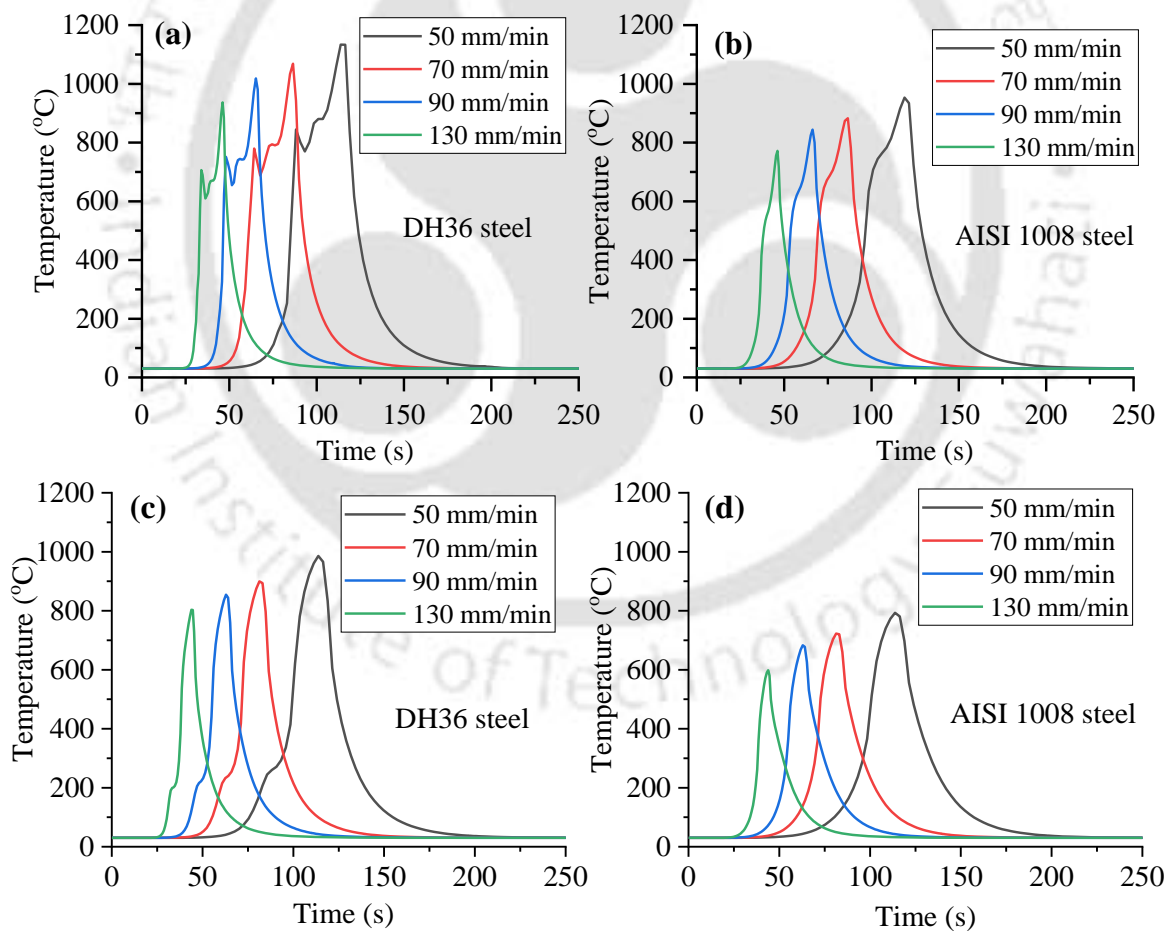 (a)
1200
1000
800
600
400
200
0
Temperature (°C)
50 mm/min
70 mm/min
90 mm/min
130 mm/min
DH36 steel
0 50 100 150 200 250
Time (s)
(b)
1200
1000
800
600
400
200
0
Temperature (°C)
50 mm/min
70 mm/min
90 mm/min
130 mm/min
AISI 1008 steel
0 50 100 150 200 250
Time (s)
(c)
1200
1000
800
600
400
200
0
Temperature (°C)
50 mm/min
70 mm/min
90 mm/min
130 mm/min
DH36 steel
0 50 100 150 200 250
Time (s)
(d)
1200
1000
800
600
400
200
0
Temperature (°C)
50 mm/min
70 mm/min
90 mm/min
130 mm/min
AISI 1008 steel
0 50 100 150 200 250
Time (s)
Indian Institute of Technology Guwahati